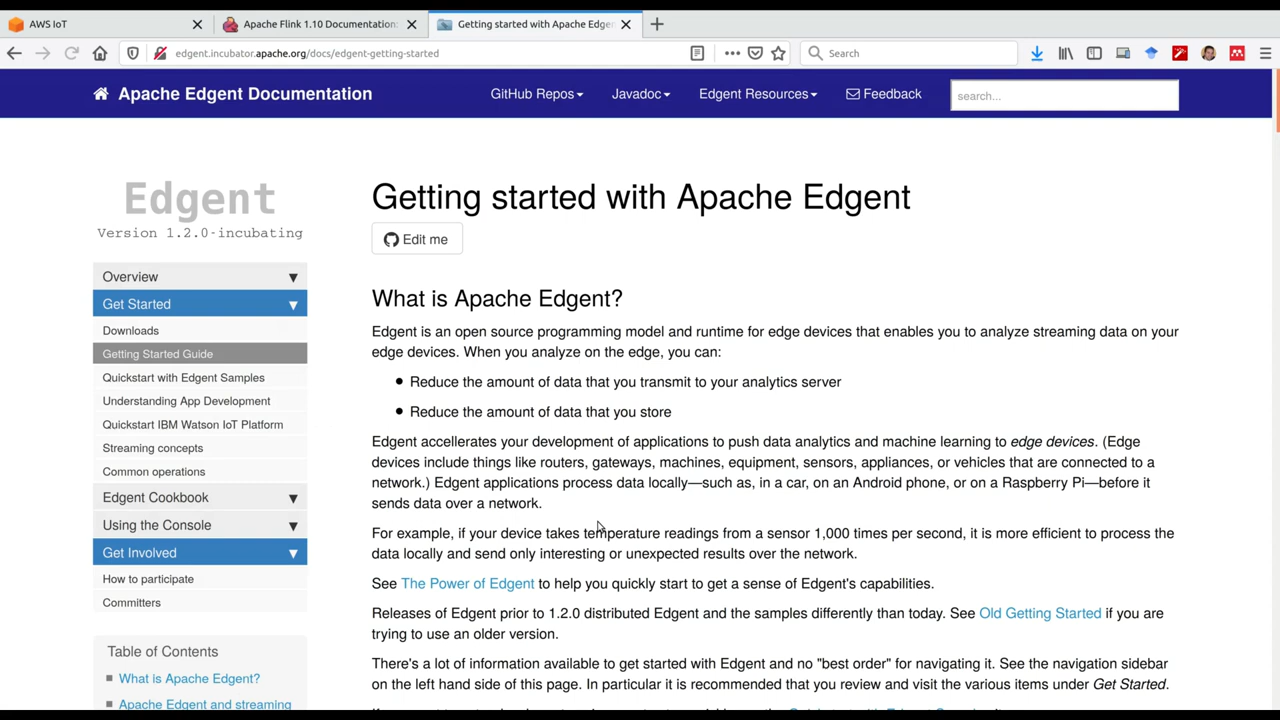 AWS IoT
Apache Flink 1.10 Documentation:
Getting started with Apache Edgen
edgent.incubator.apache.org/docs/edgent-getting-started
Search
Apache Edgent Documentation
GitHub Repos
Javadoc
Edgent Resources
Feedback
search...
Edgent
Version 1.2.0-incubating
Overview
Get Started
Downloads
Getting Started Guide
Quickstart with Edgent Samples
Understanding App Development
Quickstart IBM Watson IoT Platform
Streaming concepts
Common operations
Edgent Cookbook
Using the Console
Get Involved
How to participate
Committers
Table of Contents
What is Apache Edgent?
Apache Edgent and streaming
Getting started with Apache Edgent
Edit me
What is Apache Edgent?
Edgent is an open source programming model and runtime for edge devices that enables you to analyze streaming data on your
edge devices. When you analyze on the edge, you can:
Reduce the amount of data that you transmit to your analytics server
Reduce the amount of data that you store
Edgent accellerates your development of applications to push data analytics and machine learning to edge devices. (Edge
devices include things like routers, gateways, machines, equipment, sensors, appliances, or vehicles that are connected to a
network.) Edgent applications process data locally—such as, in a car, on an Android phone, or on a Raspberry Pi—before it
sends data over a network.
For example, if your device takes temperature readings from a sensor 1,000 times per second, it is more efficient to process the
data locally and send only interesting or unexpected results over the network.
See The Power of Edgent to help you quickly start to get a sense of Edgent's capabilities.
Releases of Edgent prior to 1.2.0 distributed Edgent and the samples differently than today. See Old Getting Started if you are
trying to use an older version.
There's a lot of information available to get started with Edgent and no "best order" for navigating it. See the navigation sidebar
on the left hand side of this page. In particular it is recommended that you review and visit the various items under Get Started.